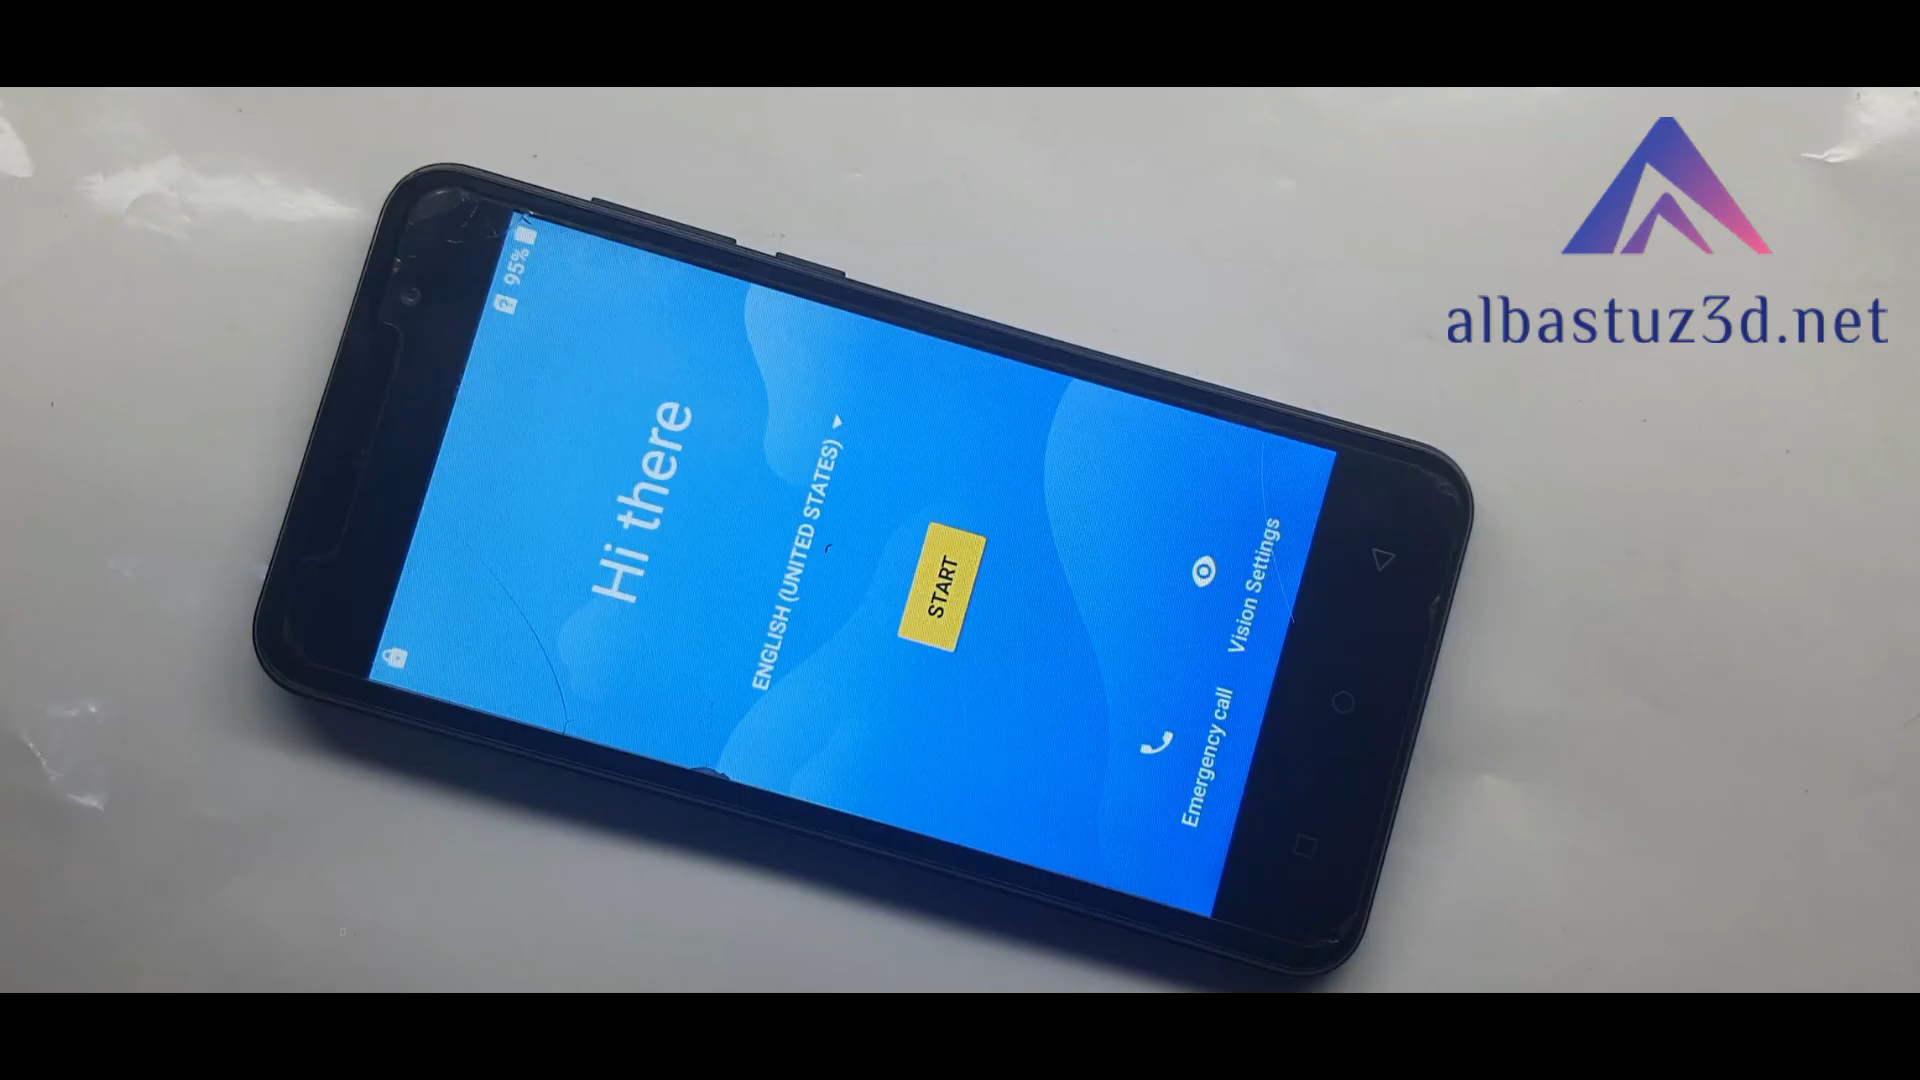 95%
Hi there
ENGLISH (UNITED STATES)
START
Emergency call
Vision Settings
albastuz3d.net